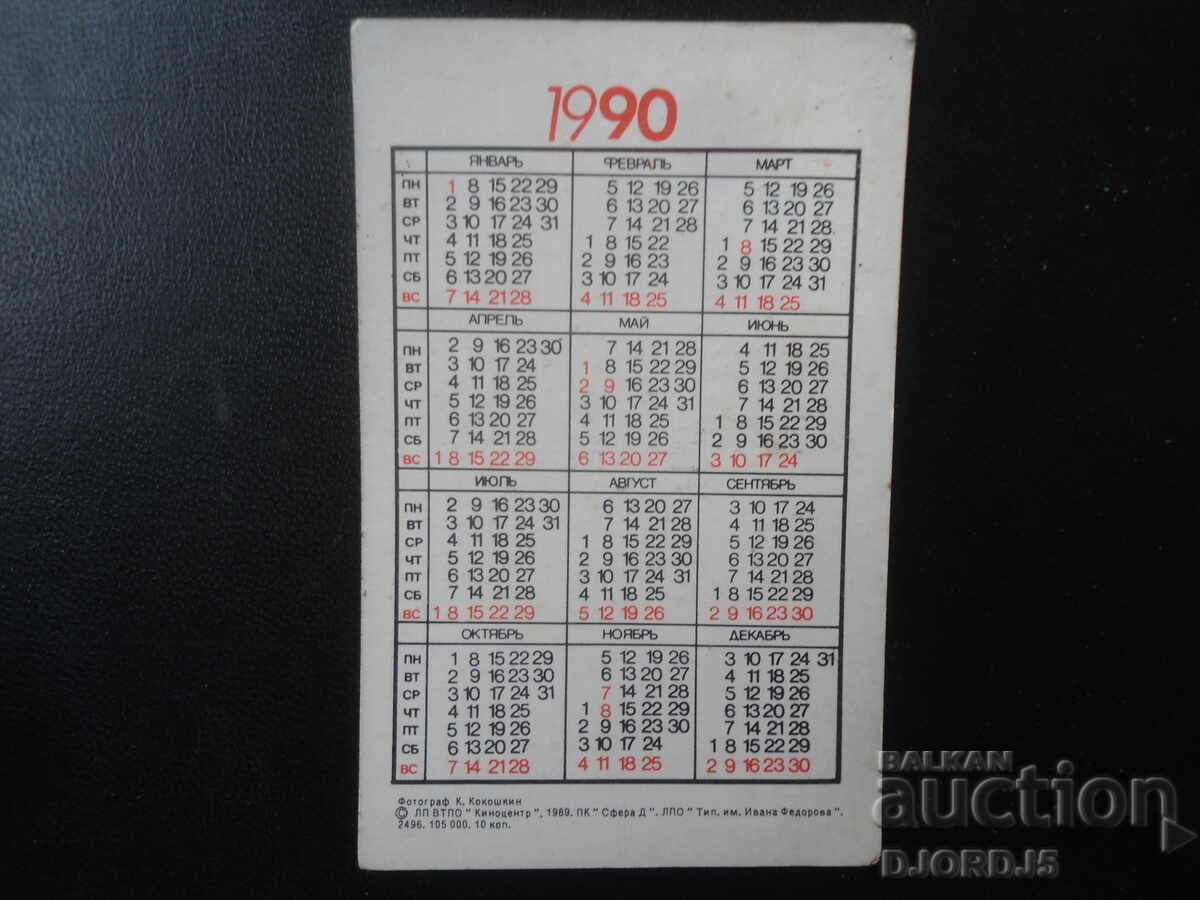 1990
ЯНВАРЬ ФЕВРАЛЬ МАРТ
ПН 1 8 15 22 29 5 12 19 26 5 12 19 26
ВТ 2 9 16 23 30 6 13 20 27 6 13 20 27
СР 3 10 17 24 31 7 14 21 28 7 14 21 28
ЧТ 4 11 18 25 1 8 15 22 1 8 15 22 29
ПТ 5 12 19 26 2 9 16 23 2 9 16 23 30
СБ 6 13 20 27 3 10 17 24 3 10 17 24 31
ВС 7 14 21 28 4 11 18 25 4 11 18 25
АПРЕЛЬ МАЙ ИЮНЬ
ПН 2 9 16 23 30 7 14 21 28 4 11 18 25
ВТ 3 10 17 24 1 8 15 22 29 5 12 19 26
СР 4 11 18 25 2 9 16 23 30 6 13 20 27
ЧТ 5 12 19 26 3 10 17 24 31 7 14 21 28
ПТ 6 13 20 27 4 11 18 25 1 8 15 22 29
СБ 7 14 21 28 5 12 19 26 2 9 16 23 30
ВС 1 8 15 22 29 6 13 20 27 3 10 17 24
ИЮЛЬ АВГУСТ СЕНТЯБРЬ
ПН 2 9 16 23 30 6 13 20 27 3 10 17 24
ВТ 3 10 17 24 31 7 14 21 28 4 11 18 25
СР 4 11 18 25 1 8 15 22 29 5 12 19 26
ЧТ 5 12 19 26 2 9 16 23 30 6 13 20 27
ПТ 6 13 20 27 3 10 17 24 31 7 14 21 28
СБ 7 14 21 28 4 11 18 25 1 8 15 22 29
ВС 1 8 15 22 29 5 12 19 26 2 9 16 23 30
ОКТЯБРЬ НОЯБРЬ ДЕКАБРЬ
ПН 1 8 15 22 29 5 12 19 26 3 10 17 24 31
ВТ 2 9 16 23 30 6 13 20 27 4 11 18 25
СР 3 10 17 24 31 7 14 21 28 5 12 19 26
ЧТ 4 11 18 25 1 8 15 22 29 6 13 20 27
ПТ 5 12 19 26 2 9 16 23 30 7 14 21 28
СБ 6 13 20 27 3 10 17 24 1 8 15 22 29
ВС 7 14 21 28 4 11 18 25 2 9 16 23 30
Фотограф К. Кокошкин
© ЛП ВТПО " Киноцентр ", 1989. ПК " Сфера Д ". ЛПО " Тип. им. Ивана Федорова ".
2496. 105 000. 10 коп.
BALKAN
auction
DJORDJ5